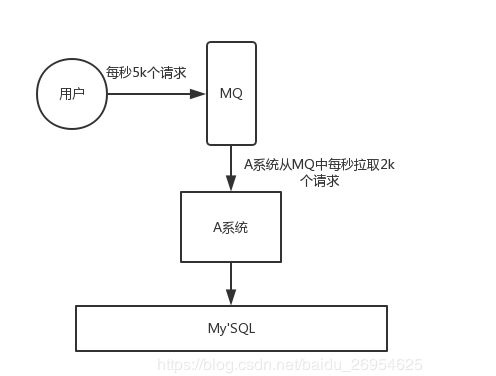 每秒5k个请求
用户
MQ
A系统从MQ中每秒拉取2k
个请求
A系统
My'SQL
https://blog.csdn.net/baidu_26954625